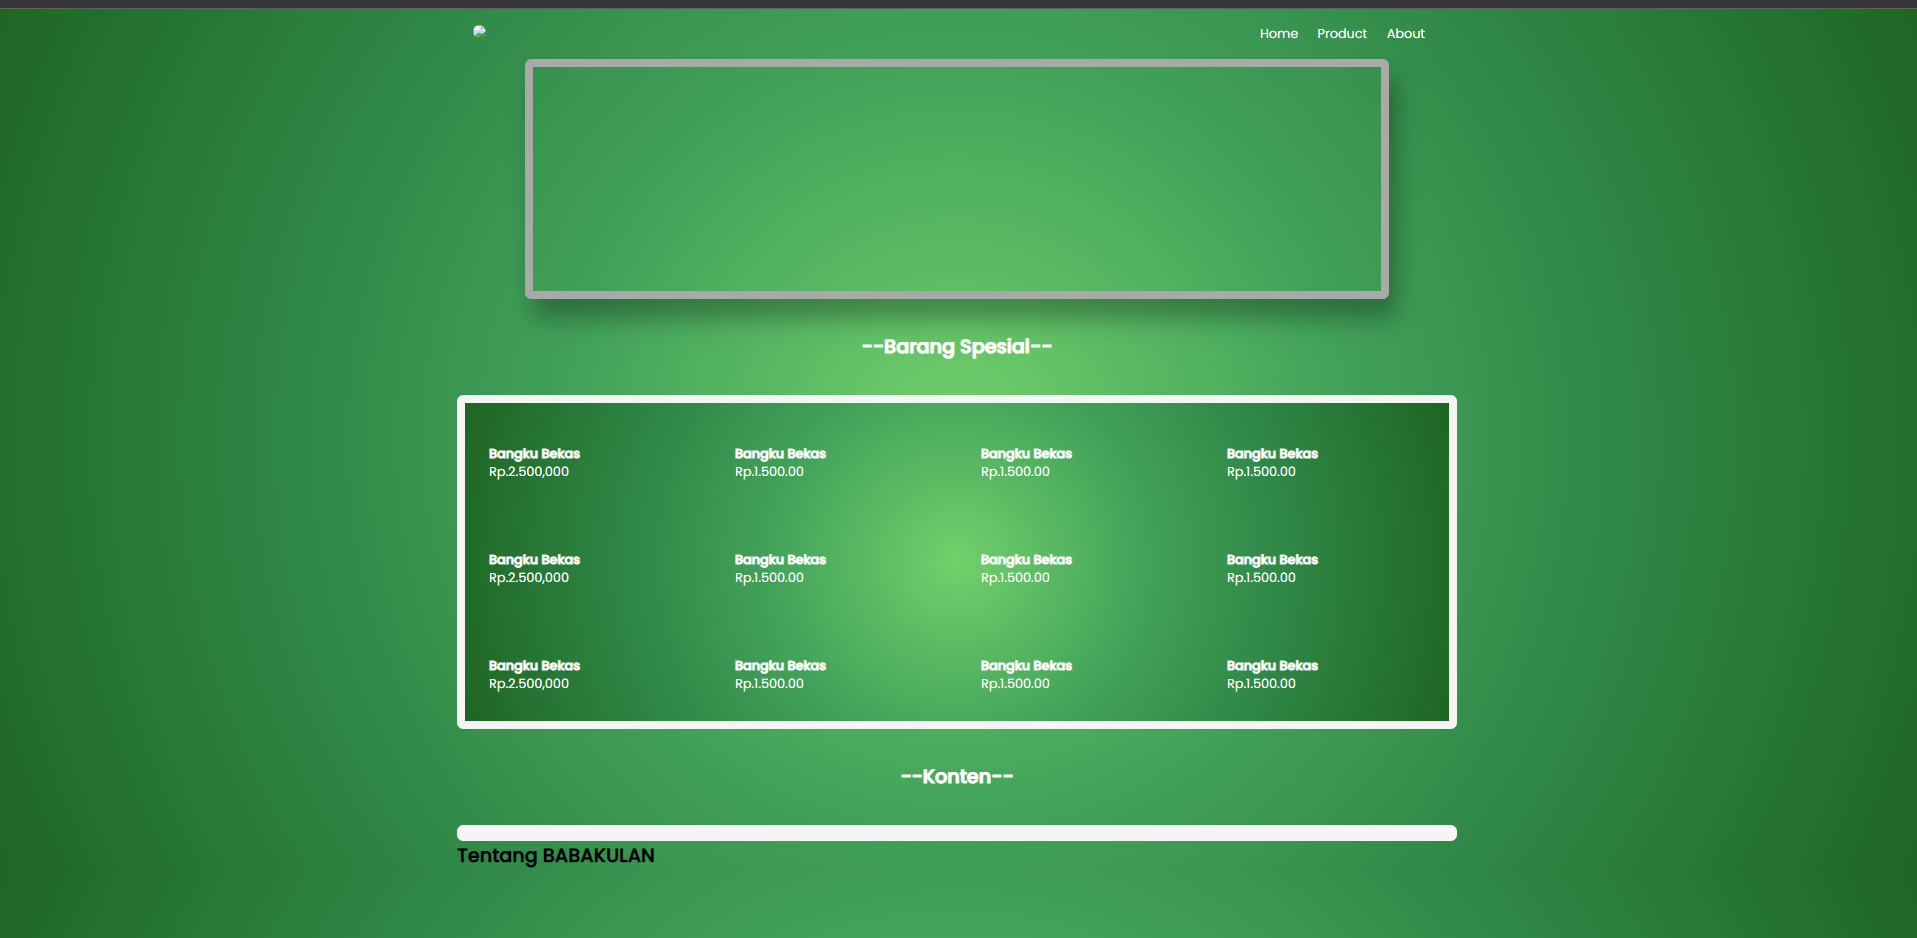 Home Product About
--Barang Spesial--
Bangku Bekas Bangku Bekas Bangku Bekas Bangku Bekas
Rp.2.500,000 Rp.1.500.00 Rp.1.500.00 Rp.1.500.00
Bangku Bekas Bangku Bekas Bangku Bekas Bangku Bekas
Rp.2.500,000 Rp.1.500.00 Rp.1.500.00 Rp.1.500.00
Bangku Bekas Bangku Bekas Bangku Bekas Bangku Bekas
Rp.2.500,000 Rp.1.500.00 Rp.1.500.00 Rp.1.500.00
--Konten--
Tentang BABAKULAN